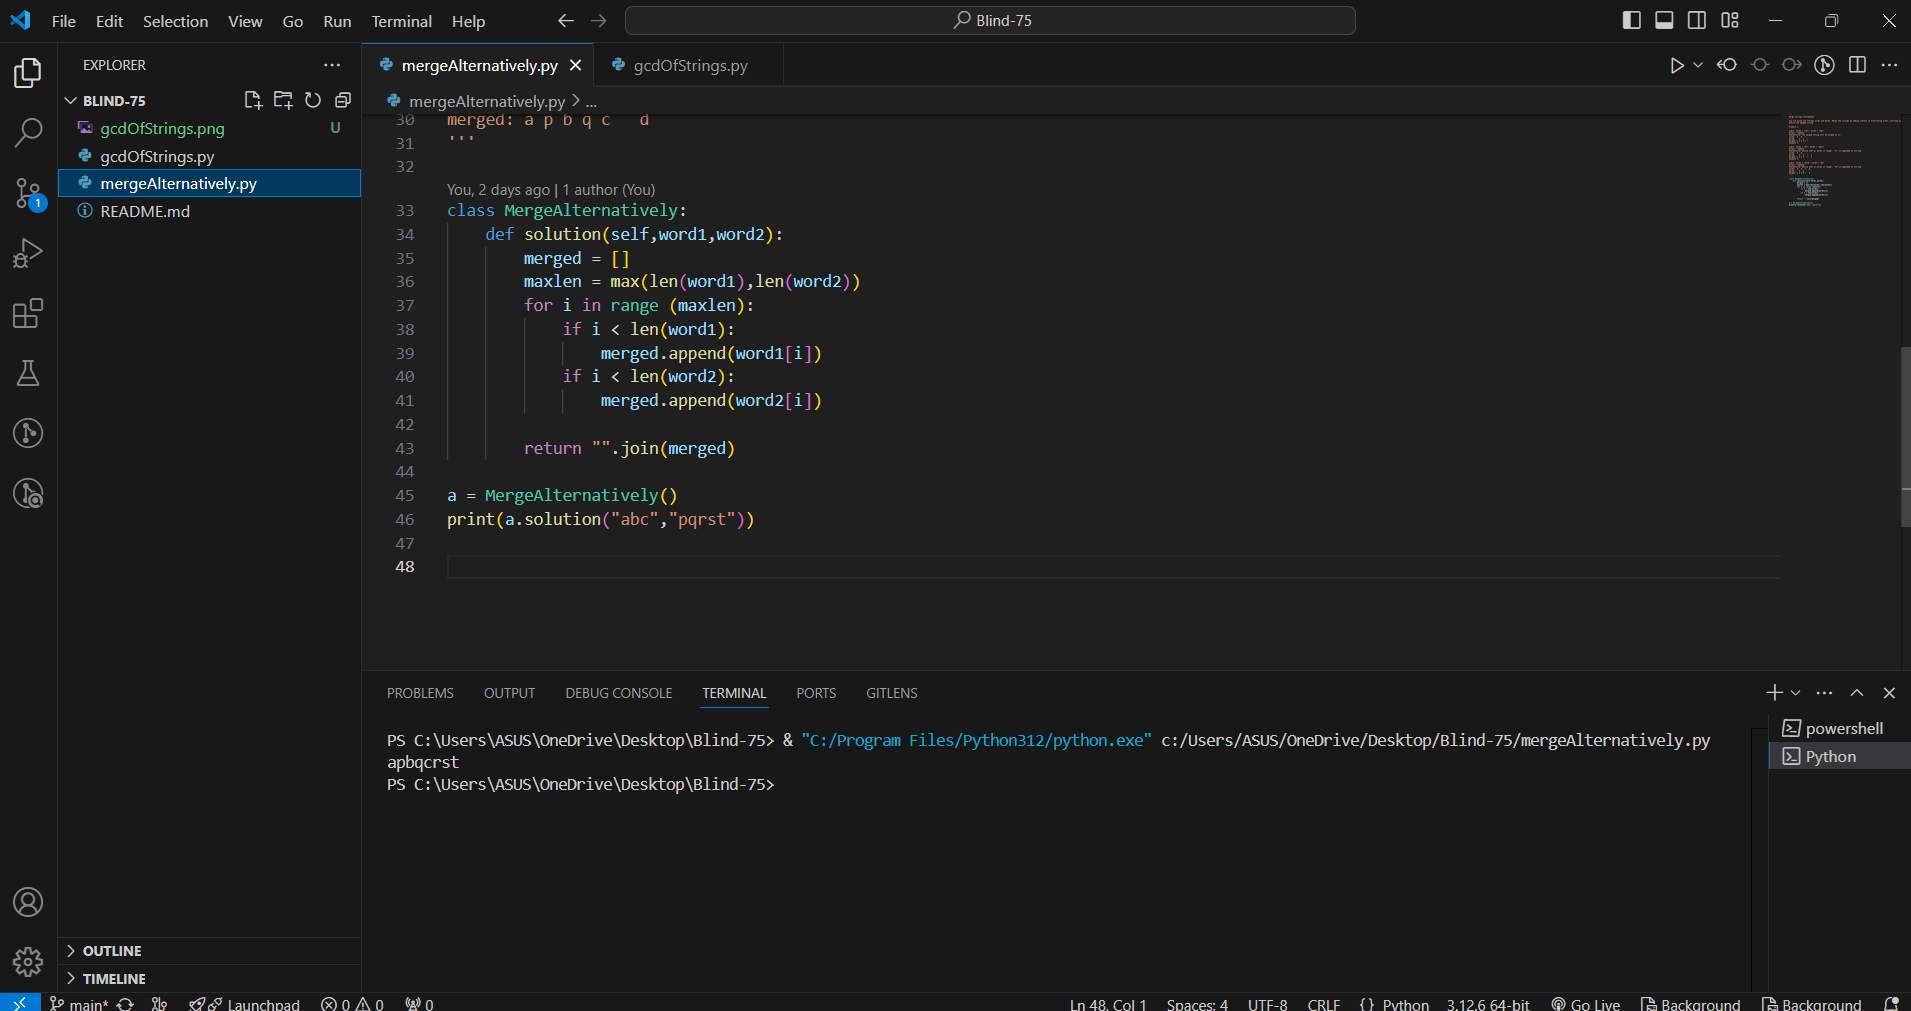 File Edit Selection View Go Run Terminal Help
Blind-75
EXPLORER
BLIND-75
gcdOfStrings.png U
gcdOfStrings.py
mergeAlternatively.py
README.md
1
OUTLINE
TIMELINE
mergeAlternatively.py gcdOfStrings.py
mergeAlternatively.py > ...
30 merged: a p b q c   d
31 '''
32
You, 2 days ago | 1 author (You)
33 class MergeAlternatively:
34     def solution(self,word1,word2):
35         merged = []
36         maxlen = max(len(word1),len(word2))
37         for i in range (maxlen):
38             if i < len(word1):
39                 merged.append(word1[i])
40             if i < len(word2):
41                 merged.append(word2[i])
42
43         return "".join(merged)
44
45 a = MergeAlternatively()
46 print(a.solution("abc","pqrst"))
47
48
PROBLEMS OUTPUT DEBUG CONSOLE TERMINAL PORTS GITLENS
PS C:\Users\ASUS\OneDrive\Desktop\Blind-75> & "C:/Program Files/Python312/python.exe" c:/Users/ASUS/OneDrive/Desktop/Blind-75/mergeAlternatively.py
apbqcrst
PS C:\Users\ASUS\OneDrive\Desktop\Blind-75>
powershell
Python
main* Launchpad 0 0 0 Ln 48, Col 1 Spaces: 4 UTF-8 CRLF {} Python 3.12.6 64-bit Go Live Background Background